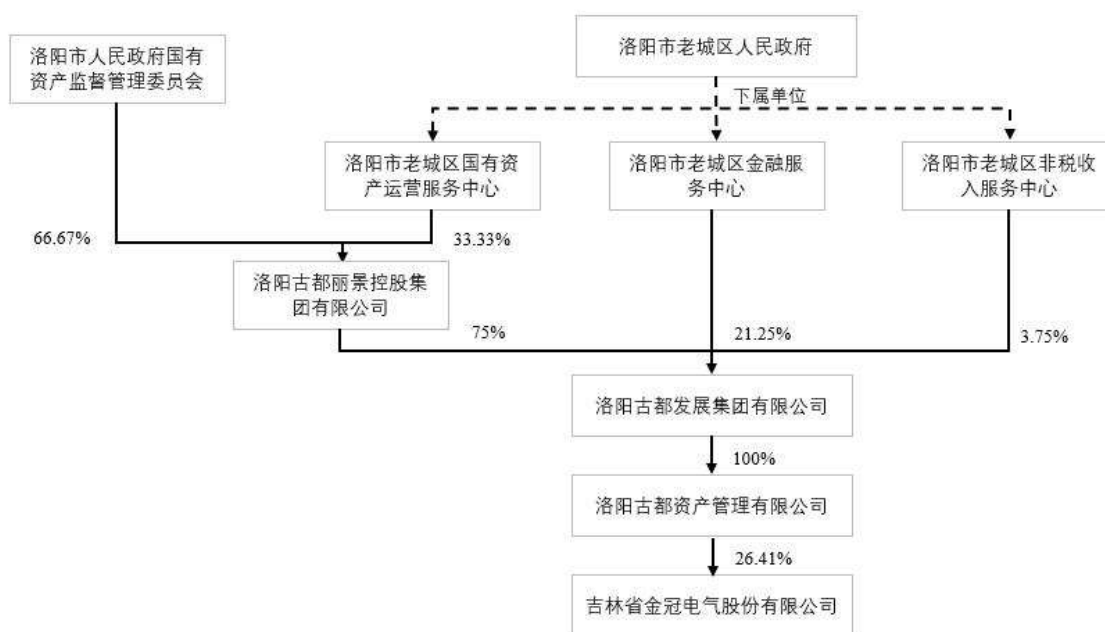 洛阳市人民政府国有
资产监督管理委员会
洛阳市老城区人民政府
下属单位
洛阳市老城区国有资
产运营服务中心
洛阳市老城区金融服
务中心
洛阳市老城区非税收
入服务中心
66.67%
33.33%
洛阳古都丽景控股集
团有限公司
75%
21.25%
3.75%
洛阳古都发展集团有限公司
100%
洛阳古都资产管理有限公司
26.41%
吉林省金冠电气股份有限公司